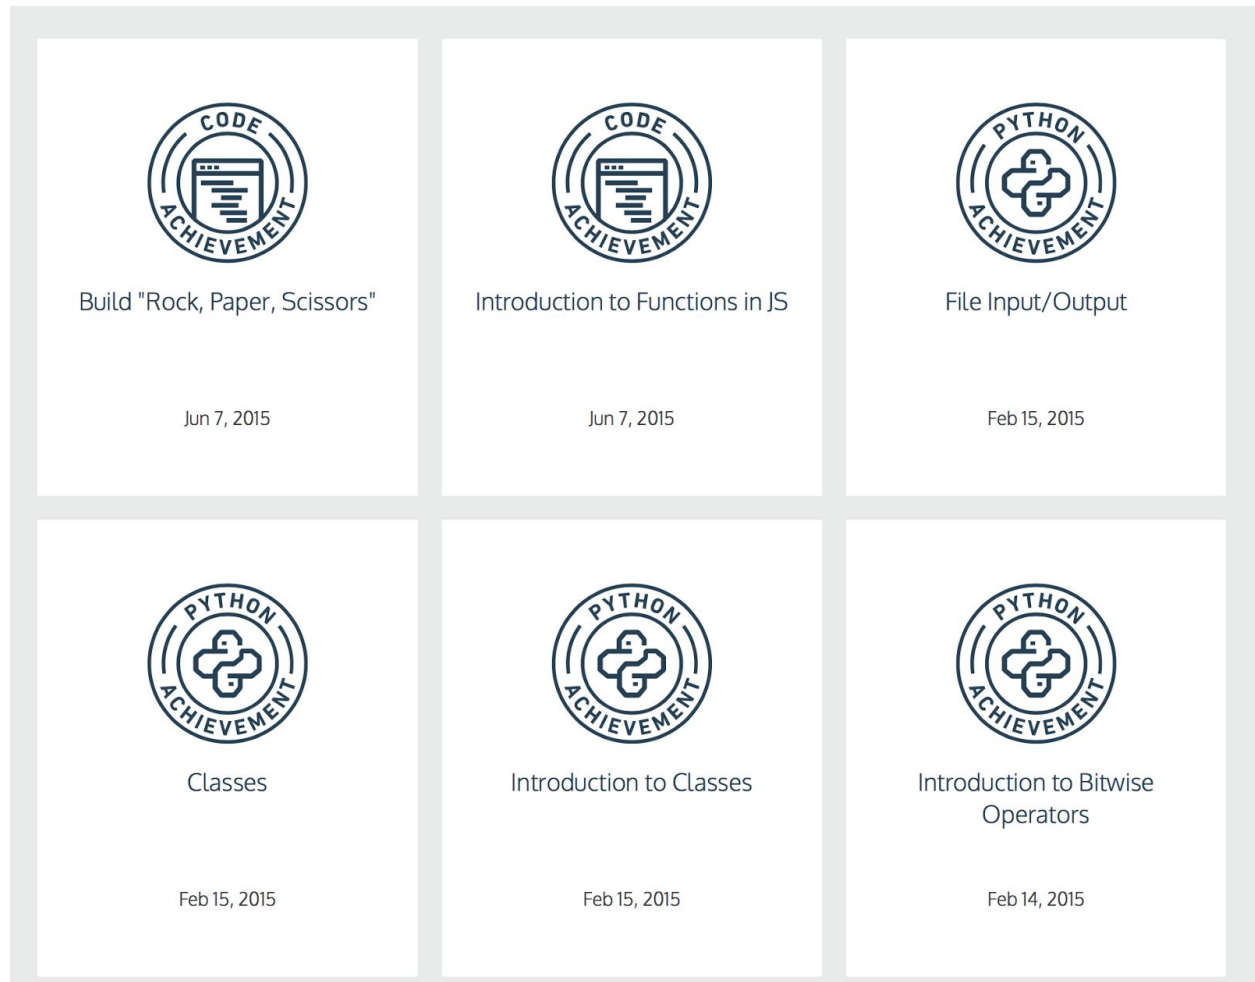 CODE
ACHIEVEMENT
Build "Rock, Paper, Scissors"
Jun 7, 2015
CODE
ACHIEVEMENT
Introduction to Functions in JS
Jun 7, 2015
PYTHON
ACHIEVEMENT
File Input/Output
Feb 15, 2015
PYTHON
ACHIEVEMENT
Classes
Feb 15, 2015
PYTHON
ACHIEVEMENT
Introduction to Classes
Feb 15, 2015
PYTHON
ACHIEVEMENT
Introduction to Bitwise
Operators
Feb 14, 2015